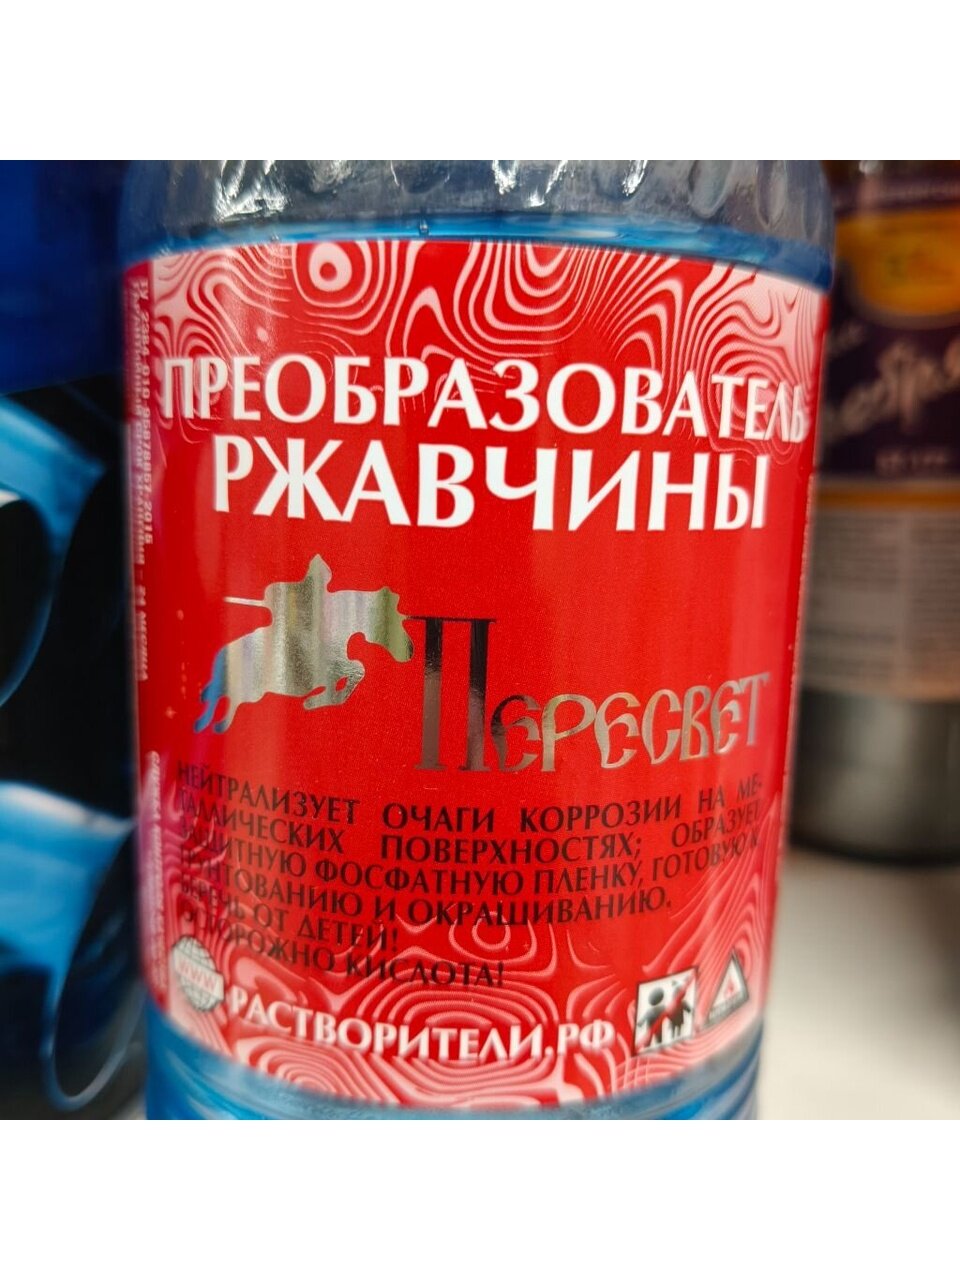 ПРЕОБРАЗОВАТЕЛЬ
РЖАВЧИНЫ
ПЕРЕСВЕТ
НЕЙТРАЛИЗУЕТ ОЧАГИ КОРРОЗИИ НА МЕ-
ТАЛЛИЧЕСКИХ ПОВЕРХНОСТЯХ; ОБРАЗУЕТ
ЗАЩИТНУЮ ФОСФАТНУЮ ПЛЕНКУ, ГОТОВУЮ К
ГРУНТОВАНИЮ И ОКРАШИВАНИЮ.
БЕРЕЧЬ ОТ ДЕТЕЙ!
ОСТОРОЖНО КИСЛОТА!
WWW
РАСТВОРИТЕЛИ.РФ